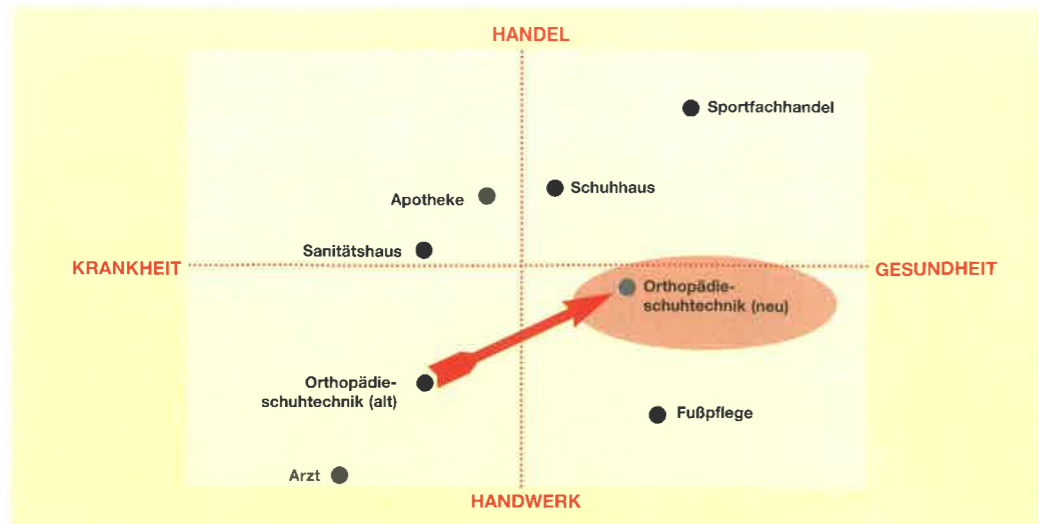 HANDEL
Sportfachhandel
Schuhhaus
Apotheke
Sanitätshaus
KRANKHEIT
GESUNDHEIT
Orthopädie-
schuhtechnik (neu)
Orthopädie-
schuhtechnik (alt)
Fußpflege
Arzt
HANDWERK